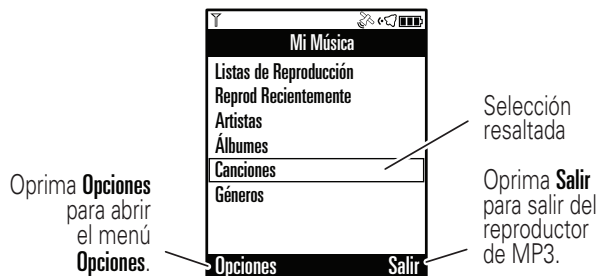 Mi Música
Listas de Reproducción
Reprod Recientemente
Artistas
Álbumes
Canciones
Géneros
Opciones
Salir
Selección
resaltada
Oprima Opciones
para abrir
el menú
Opciones.
Oprima Salir
para salir del
reproductor
de MP3.